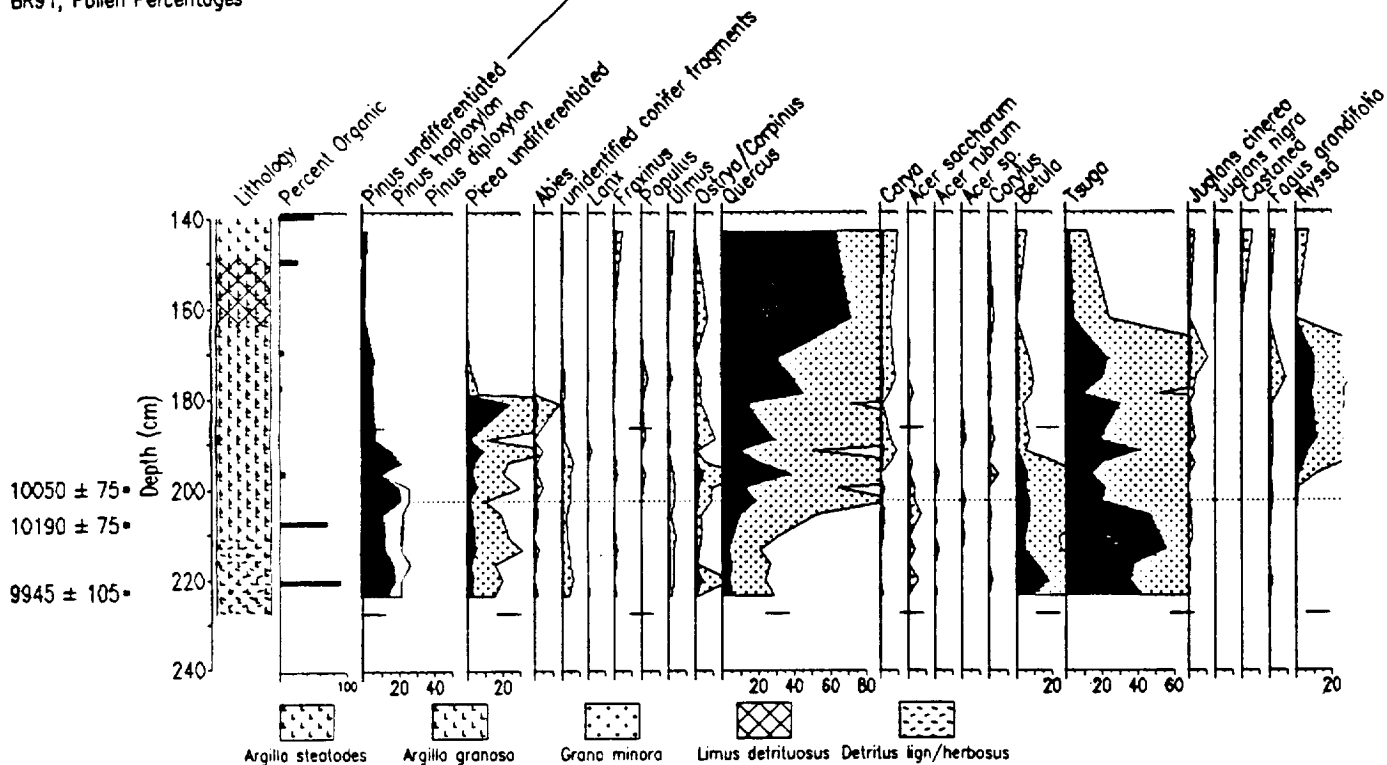 BR91, Pollen Percentages
Lithology
Percent Organic
Pinus undifferentiated
Pinus haploxylon
Pinus diploxylon
Picea undifferentiated
Abies
unidentified conifer fragments
Larix
Fraxinus
Populus
Ulmus
Ostrya/Carpinus
Quercus
Carya
Acer saccharum
Acer rubrum
Acer sp.
Corylus
Betula
Tsuga
Juglans cinerea
Juglans nigra
Castanea
Fagus grandifolia
Nyssa
Depth (cm)
140
160
180
200
220
240
10050 ± 75
10190 ± 75
9945 ± 105
100
20 40
20
20 40 60 80
20
20 40 60
20
Argilla steatodes
Argilla granosa
Grana minora
Limus detrituosus
Detritus lign/herbosus